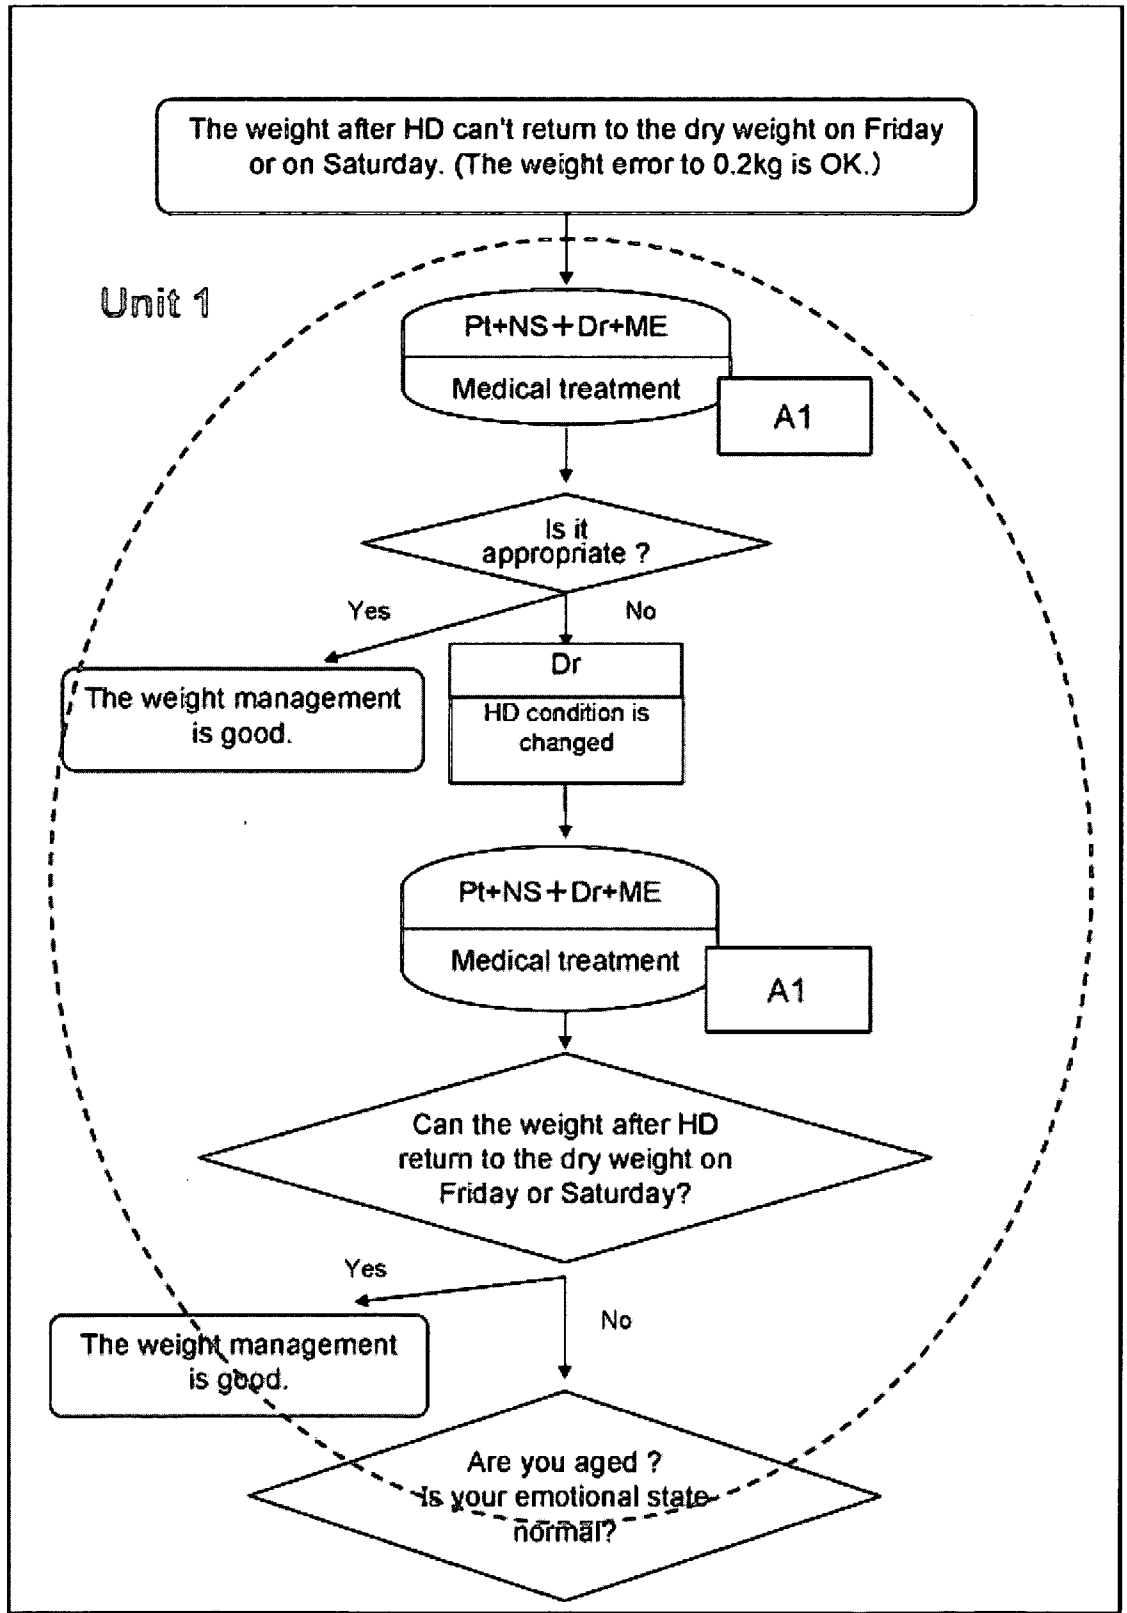 The weight after HD can't return to the dry weight on Friday
or on Saturday. (The weight error to 0.2kg is OK.)
Unit 1
Pt+NS+Dr+ME
Medical treatment
A1
Is it
appropriate ?
Yes
No
Dr
The weight management
is good.
HD condition is
changed
Pt+NS+Dr+ME
Medical treatment
A1
Can the weight after HD
return to the dry weight on
Friday or Saturday?
Yes
No
The weight management
is good.
Are you aged ?
Is your emotional state
normal?